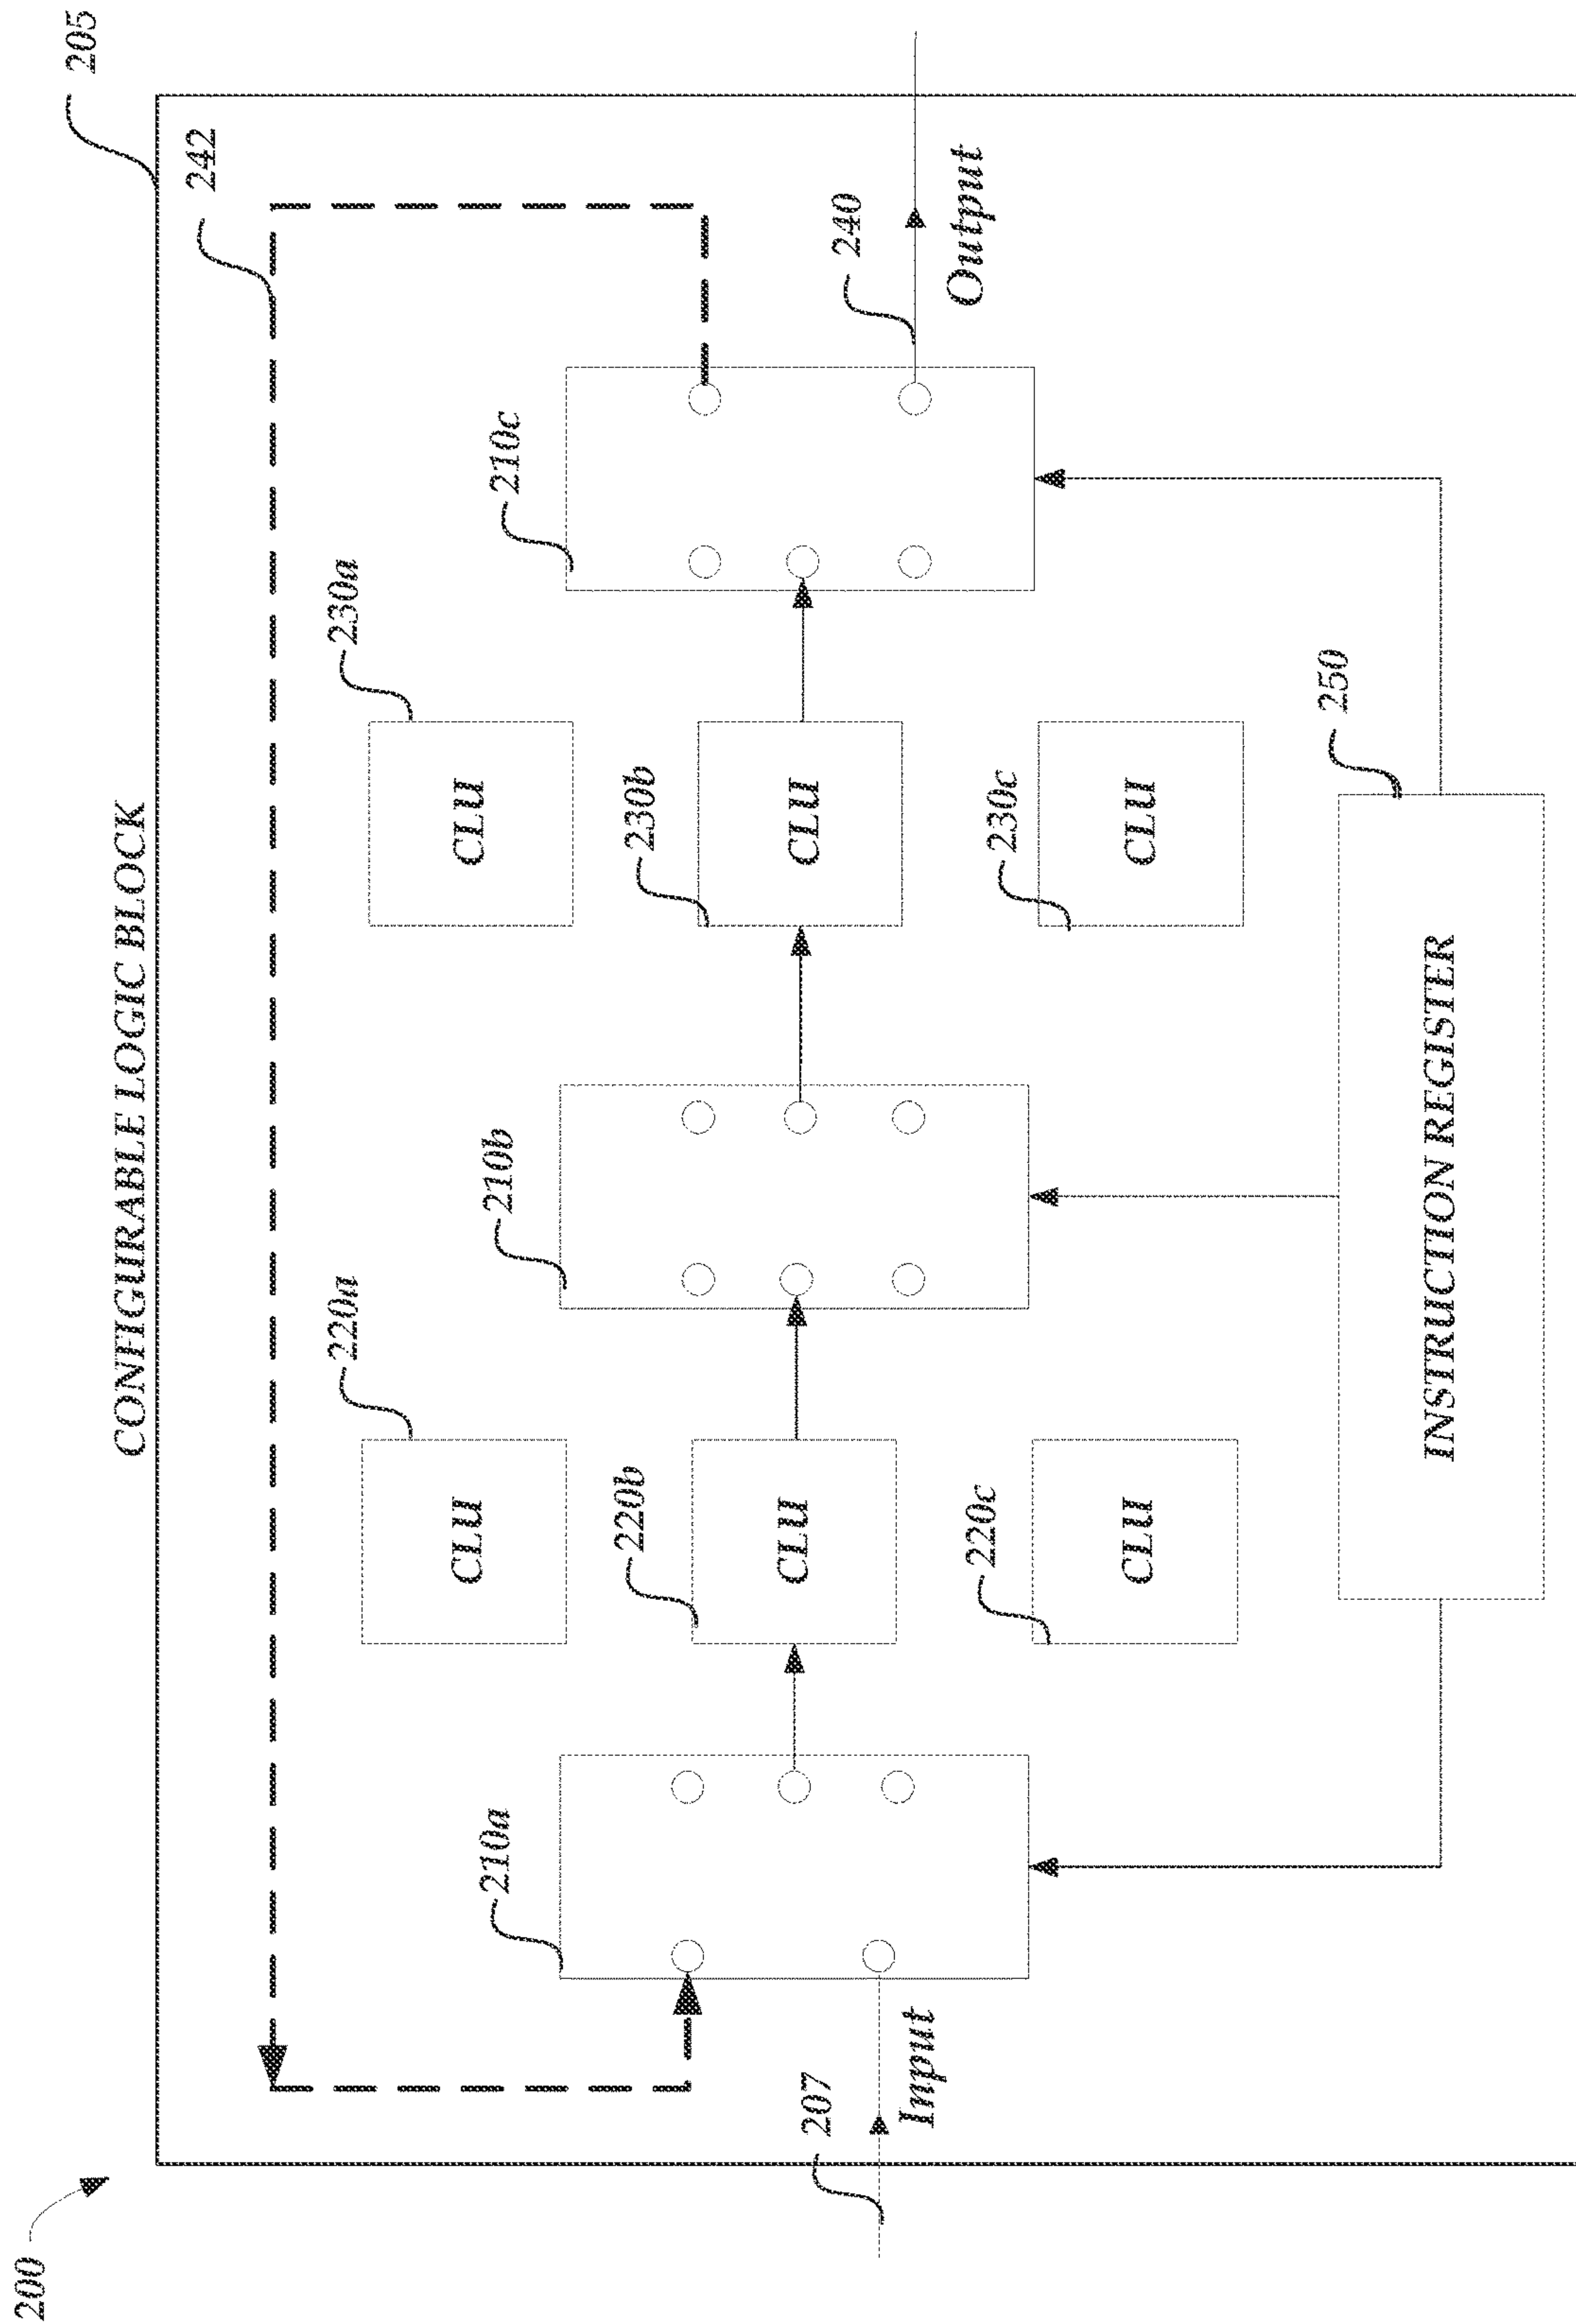 200
CONFIGURABLE LOGIC BLOCK
205
242
220a
230a
210a
210b
210c
220b
230b
CLU
CLU
CLU
CLU
207
Input
240
Output
220c
230c
CLU
CLU
250
INSTRUCTION REGISTER